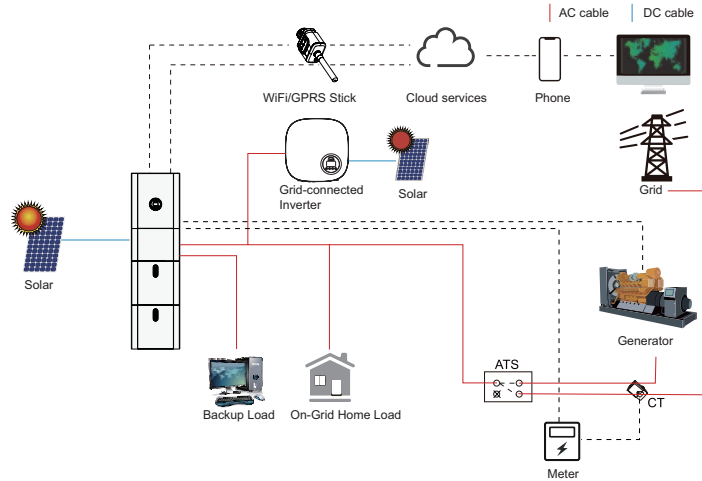 AC cable
DC cable
WiFi/GPRS Stick
Cloud services
Phone
Grid-connected
Inverter
Solar
Grid
Solar
Generator
ATS
Backup Load
On-Grid Home Load
CT
Meter